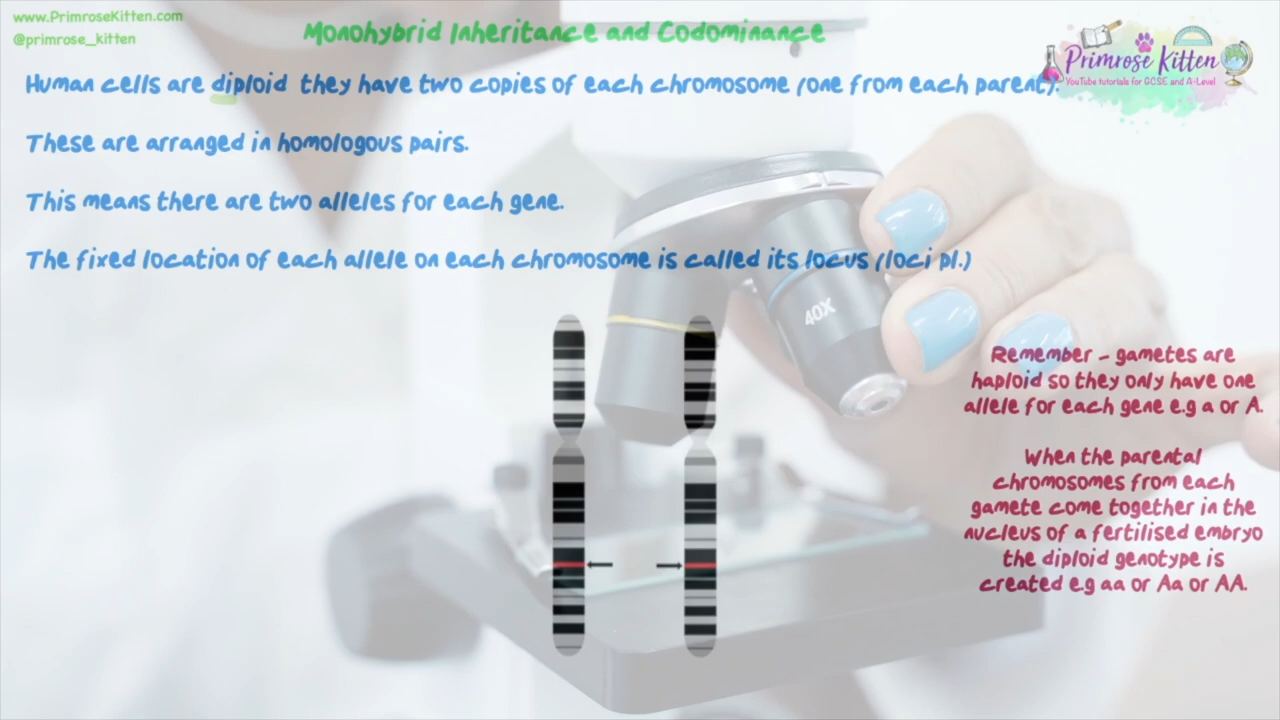 www.PrimroseKitten.com
@primrose_kitten
Monohybrid Inheritance and Codominance
Primrose Kitten
YouTube tutorials for GCSE and A-Level
Human cells are diploid they have two copies of each chromosome (one from each parent).
These are arranged in homologous pairs.
This means there are two alleles for each gene.
The fixed location of each allele on each chromosome is called its locus (loci pl.)
40X
Remember - gametes are
haploid so they only have one
allele for each gene e.g a or A.
When the parental
chromosomes from each
gamete come together in the
nucleus of a fertilised embryo
the diploid genotype is
created e.g aa or Aa or AA.